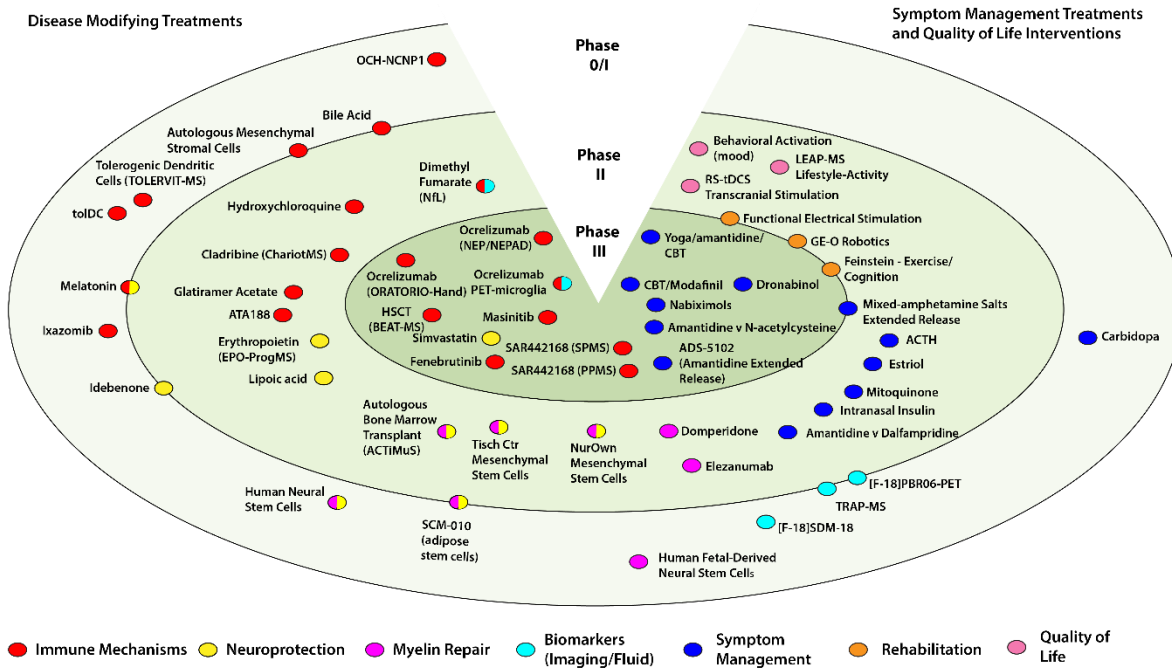 Disease Modifying Treatments
Symptom Management Treatments
and Quality of Life Interventions
Phase
0/I
OCH-NCNP1
Bile Acid
Autologous Mesenchymal
Stromal Cells
Tolerogenic Dendritic
Cells (TOLERVIT-MS)
tolDC
Phase
II
Dimethyl
Fumarate
(NfL)
Behavioral Activation
(mood)
LEAP-MS
Lifestyle-Activity
RS-tDCS
Transcranial Stimulation
Hydroxychloroquine
Functional Electrical Stimulation
GE-O Robotics
Feinstein - Exercise/
Cognition
Phase
III
Ocrelizumab
(NEP/NEPAD)
Yoga/amantidine/
CBT
Cladribine (ChariotMS)
Ocrelizumab
(ORATORIO-Hand)
Ocrelizumab
PET-microglia
CBT/Modafinil
Dronabinol
Melatonin
Glatiramer Acetate
ATA188
HSCT
(BEAT-MS)
Masinitib
Nabiximols
Mixed-amphetamine Salts
Extended Release
Amantidine v N-acetylcysteine
Ixazomib
Erythropoietin
(EPO-ProgMS)
Simvastatin
SAR442168 (SPMS)
ADS-5102
(Amantidine Extended
Release)
ACTH
Carbidopa
Fenebrutinib
SAR442168 (PPMS)
Estriol
Idebenone
Lipoic acid
Mitoquinone
Intranasal Insulin
Autologous
Bone Marrow
Transplant
(ACTiMuS)
Tisch Ctr
Mesenchymal
Stem Cells
NurOwn
Mesenchymal
Stem Cells
Domperidone
Amantidine v Dalfampridine
Elezanumab
[F-18]PBR06-PET
TRAP-MS
[F-18]SDM-18
Human Neural
Stem Cells
SCM-010
(adipose
stem cells)
Human Fetal-Derived
Neural Stem Cells
Immune Mechanisms
Neuroprotection
Myelin Repair
Biomarkers
(Imaging/Fluid)
Symptom
Management
Rehabilitation
Quality of
Life